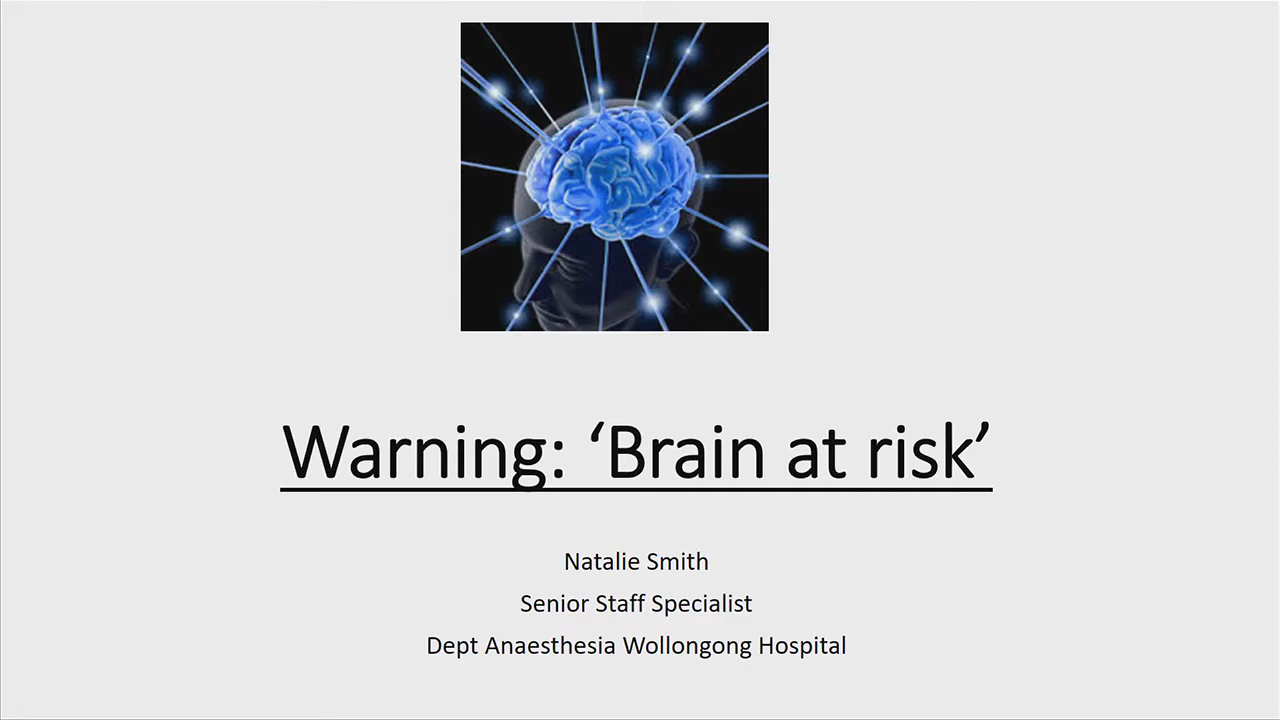 Warning: ‘Brain at risk’
Natalie Smith
Senior Staff Specialist
Dept Anaesthesia Wollongong Hospital